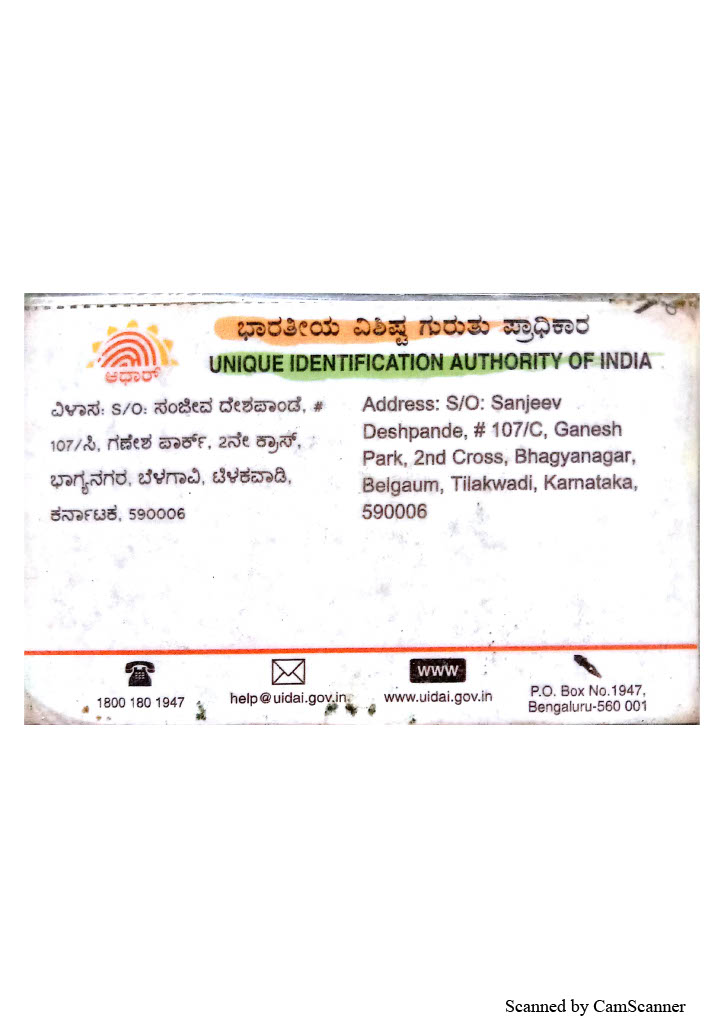 ಭಾರತೀಯ ವಿಶಿಷ್ಟ ಗುರುತು ಪ್ರಾಧಿಕಾರ
UNIQUE IDENTIFICATION AUTHORITY OF INDIA
ಆಧಾರ್
ವಿಳಾಸ: S/O: ಸಂಜೀವ ದೇಶಪಾಂಡೆ, #
107/ಸಿ, ಗಣೇಶ ಪಾರ್ಕ್, 2ನೇ ಕ್ರಾಸ್,
ಭಾಗ್ಯನಗರ, ಬೆಳಗಾವಿ, ಟಿಳಕವಾಡಿ,
ಕರ್ನಾಟಕ, 590006
Address: S/O: Sanjeev
Deshpande, # 107/C, Ganesh
Park, 2nd Cross, Bhagyanagar,
Belgaum, Tilakwadi, Karnataka,
590006
1800 180 1947
help@uidai.gov.in
www
www.uidai.gov.in
P.O. Box No.1947,
Bengaluru-560 001
Scanned by CamScanner